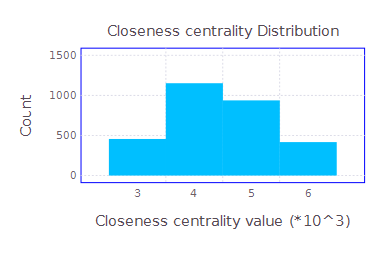 Closeness centrality Distribution
1500
1000
500
0
Count
3 4 5 6
Closeness centrality value (*10^3)